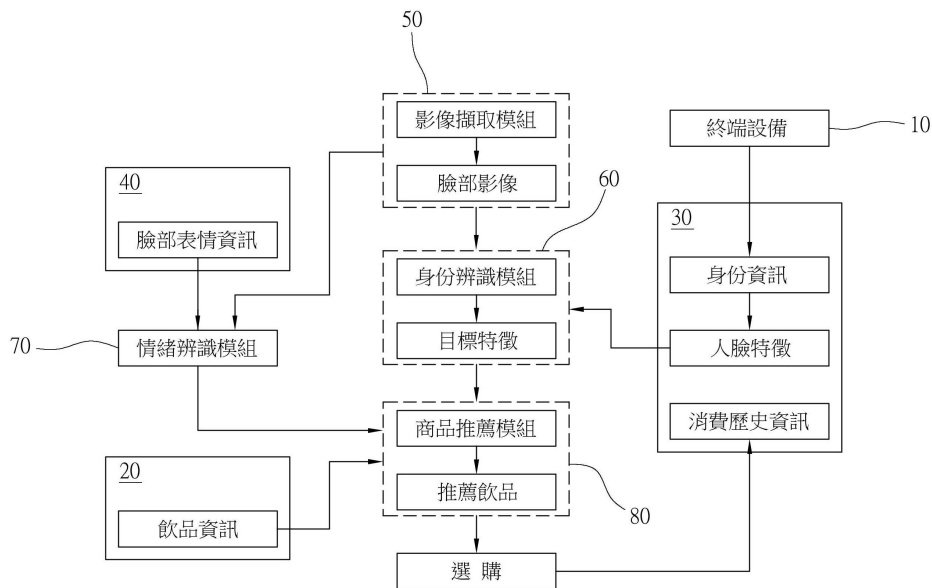 50
影像擷取模組
臉部影像
終端設備
10
40
臉部表情資訊
60
30
身份辨識模組
目標特徵
身份資訊
人臉特徵
消費歷史資訊
70
情緒辨識模組
商品推薦模組
推薦飲品
80
20
飲品資訊
選 購